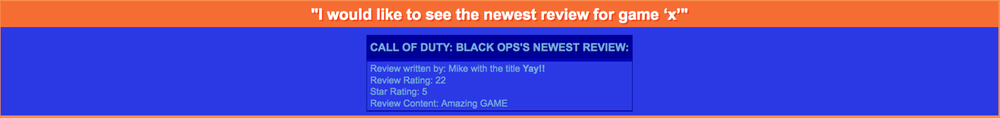 "I would like to see the newest review for game ‘x’"
CALL OF DUTY: BLACK OPS'S NEWEST REVIEW:
Review written by: Mike with the title Yay!!
Review Rating: 22
Star Rating: 5
Review Content: Amazing GAME